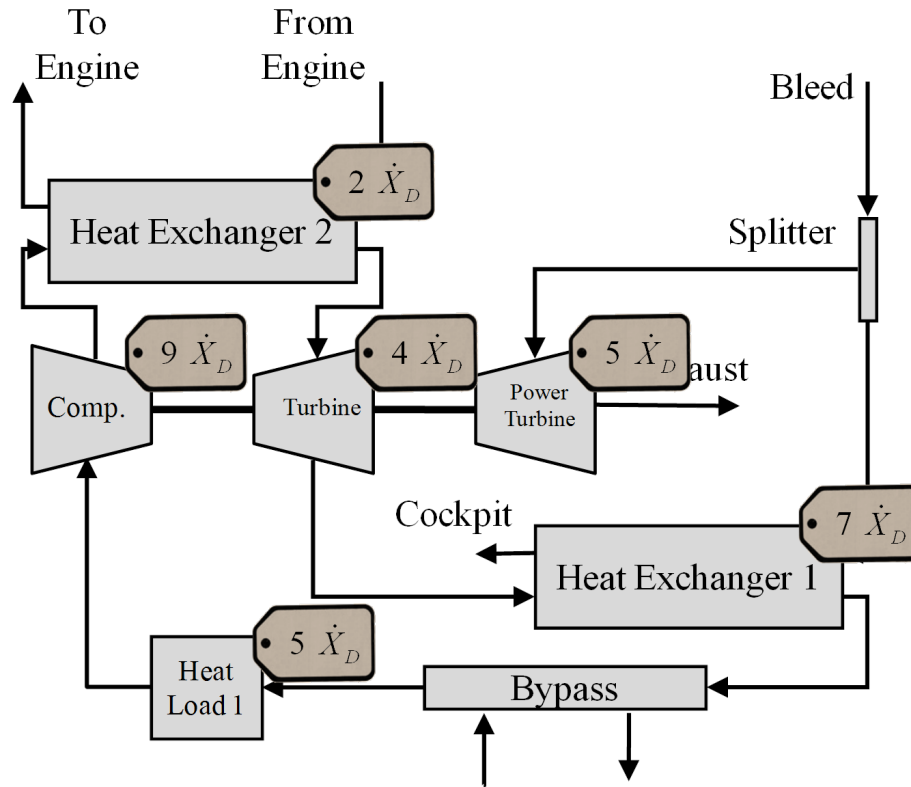 To
Engine
From
Engine
Bleed
2 Ẋ_D
Heat Exchanger 2
Splitter
9 Ẋ_D
4 Ẋ_D
5 Ẋ_D
aust
Comp.
Turbine
Power
Turbine
Cockpit
7 Ẋ_D
Heat Exchanger 1
5 Ẋ_D
Heat
Load 1
Bypass